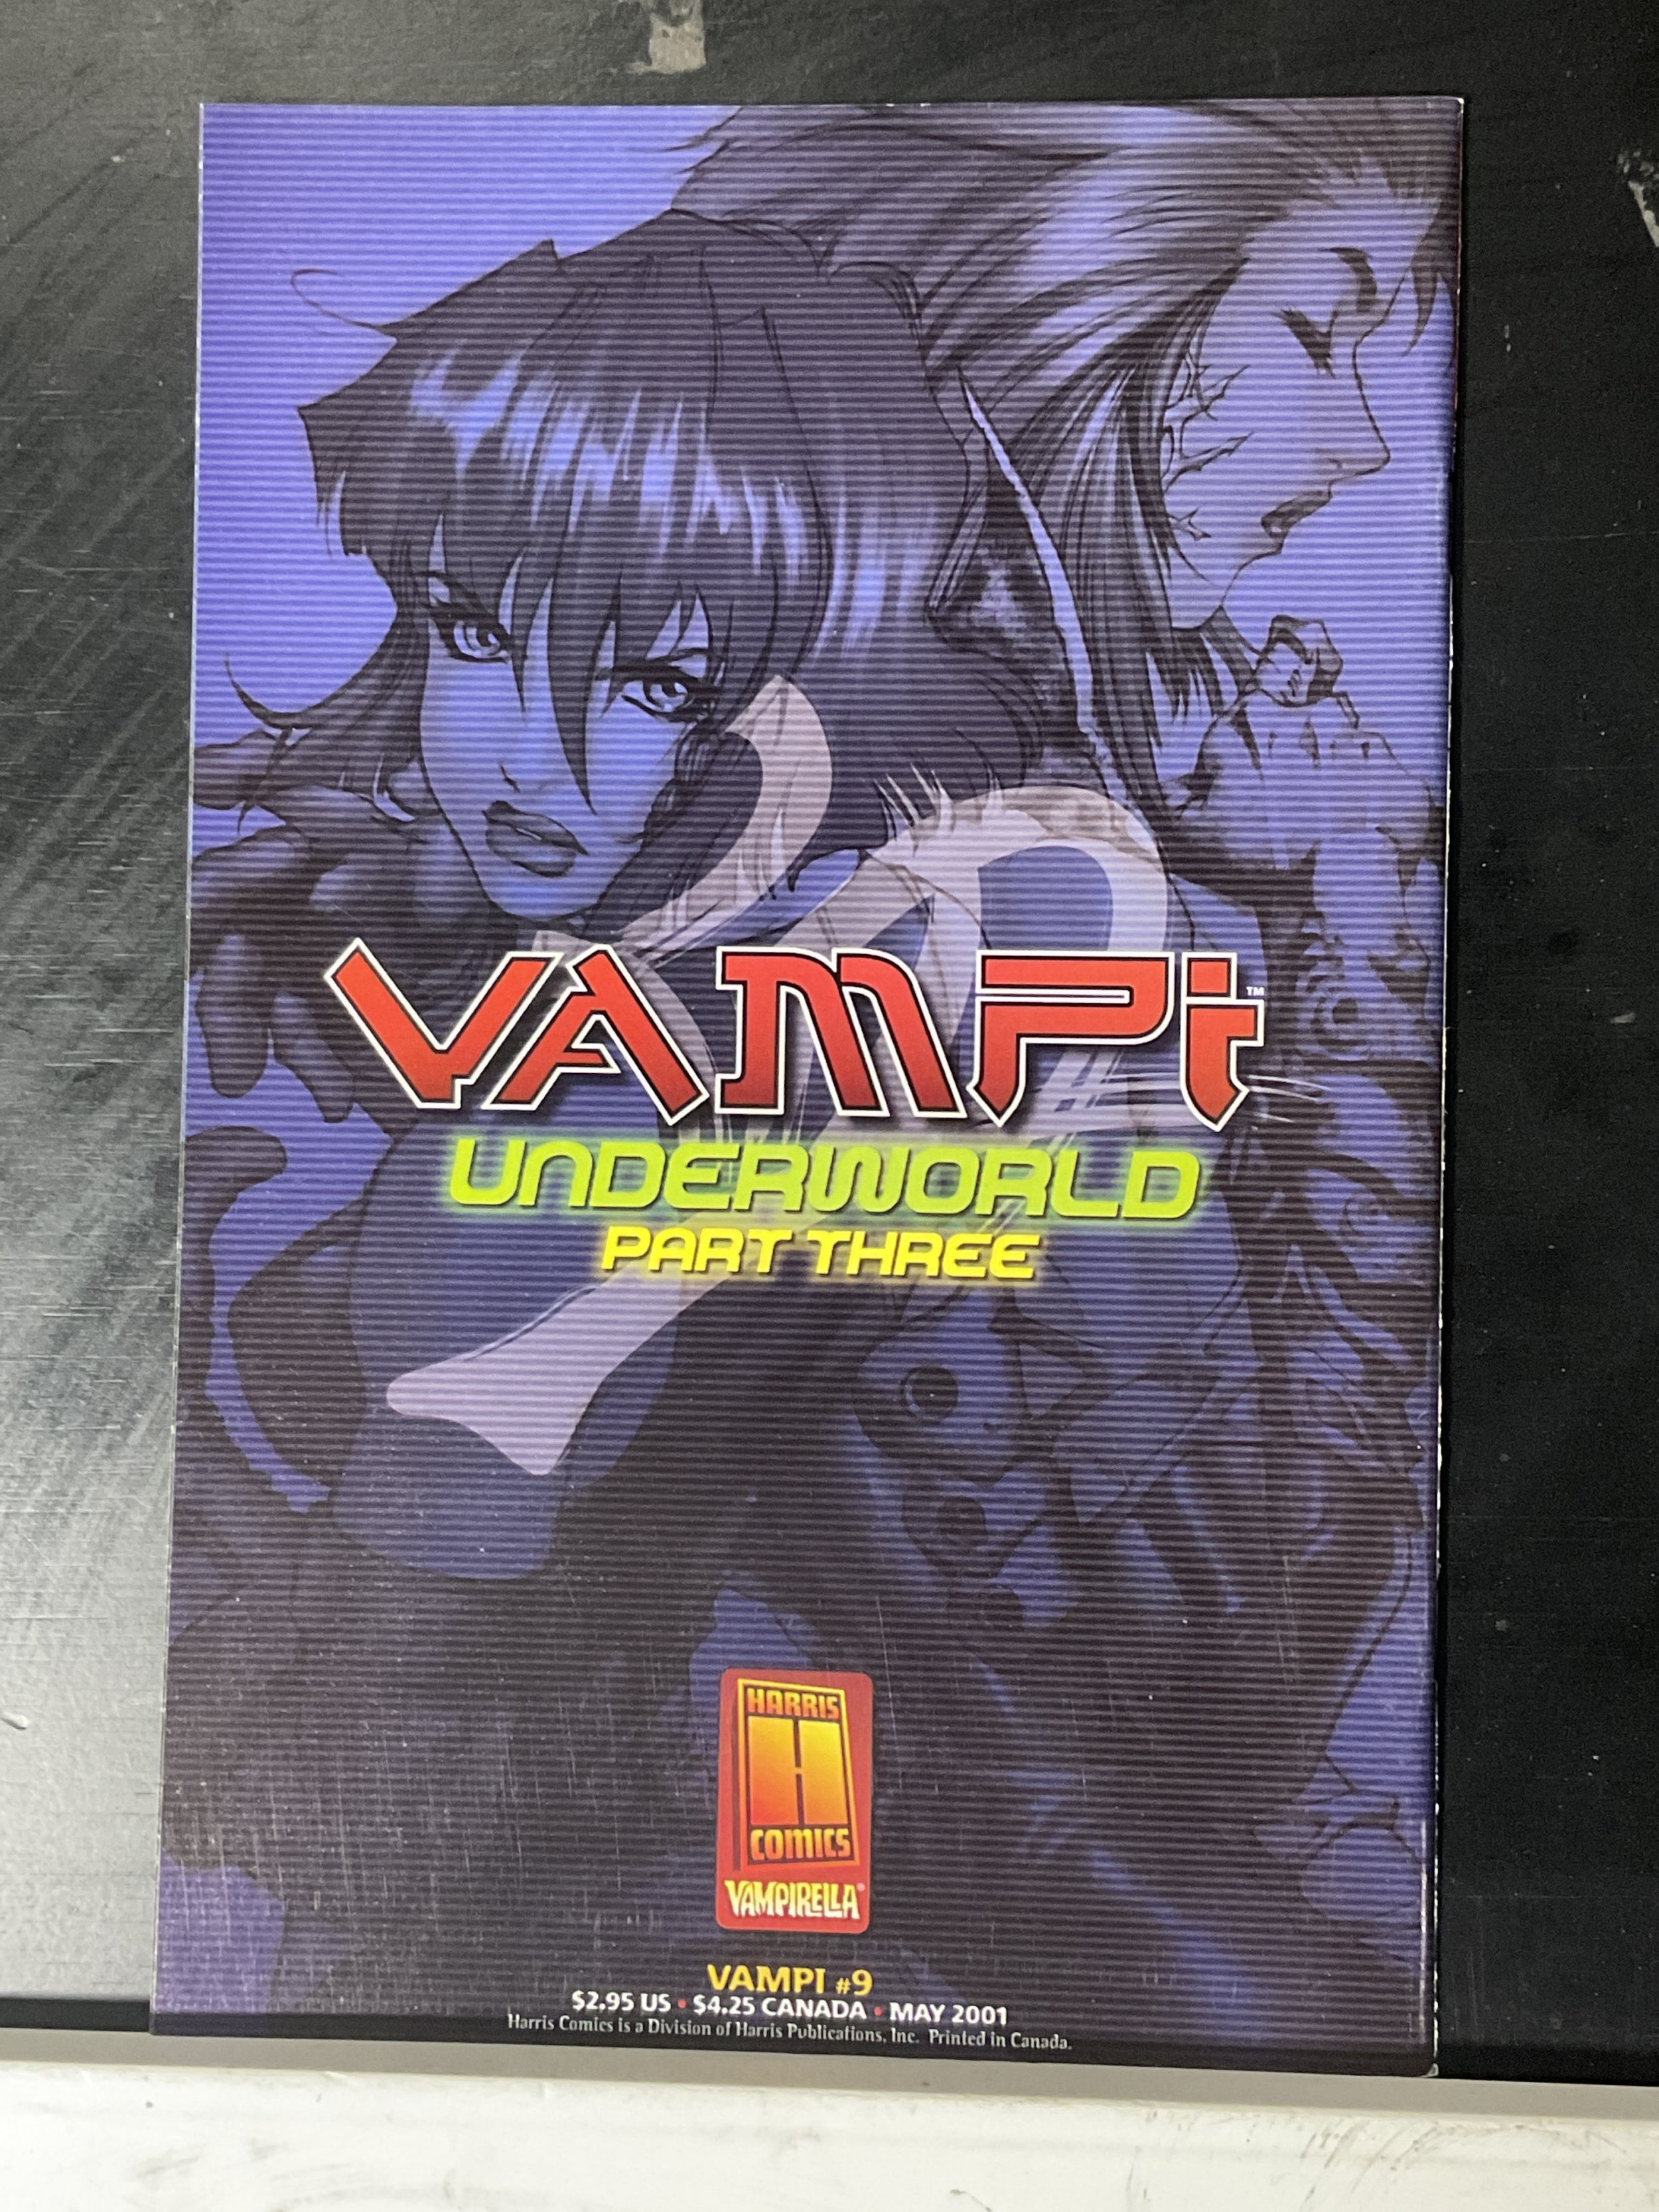 VAMPi™
UNDERWORLD
PART THREE
HARRIS
H
COMICS
VAMPIRELLA®
VAMPI #9
$2.95 US • $4.25 CANADA • MAY 2001
Harris Comics is a Division of Harris Publications, Inc. Printed in Canada.